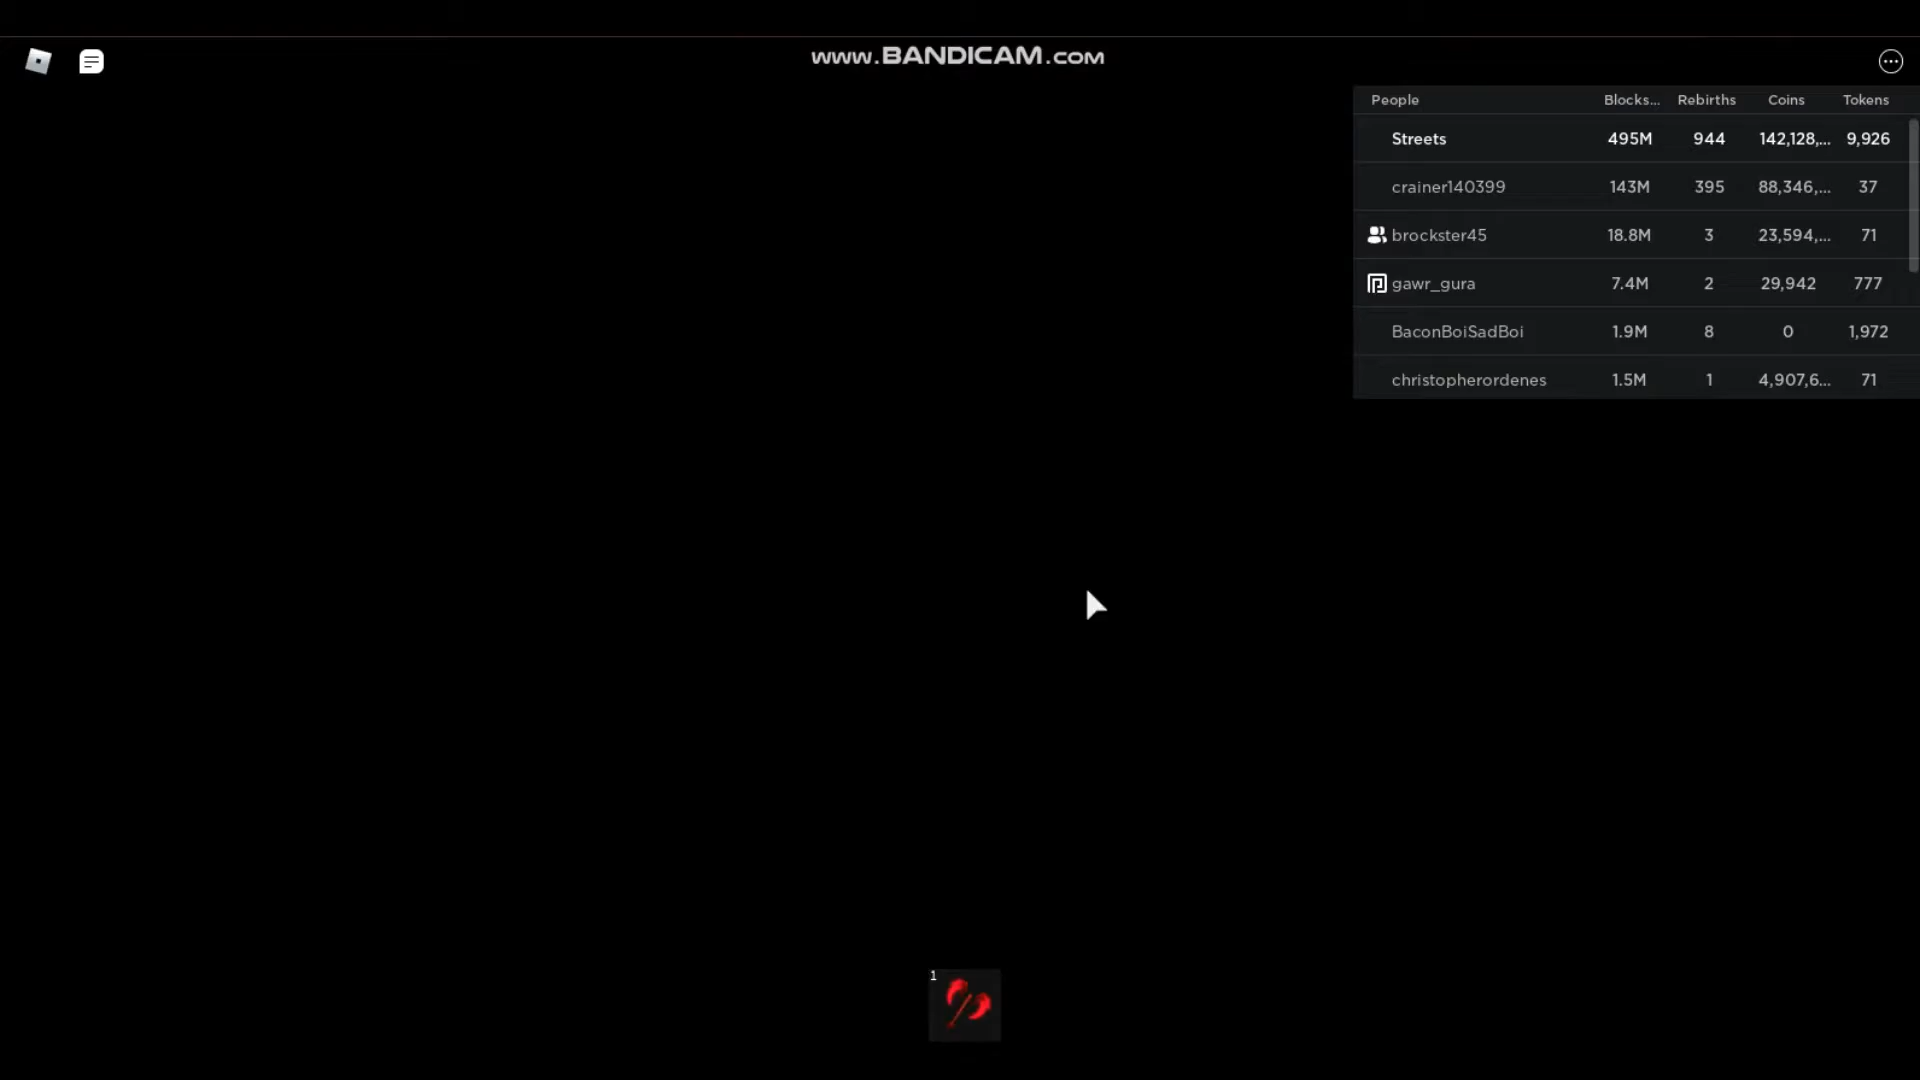 www.BANDICAM.COM
People Blocks... Rebirths Coins Tokens
Streets 495M 944 142,128,... 9,926
crainer140399 143M 395 88,346,... 37
brockster45 18.8M 3 23,594,... 71
gawr_gura 7.4M 2 29,942 777
BaconBoiSadBoi 1.9M 8 0 1,972
christopherordenes 1.5M 1 4,907,6... 71
1